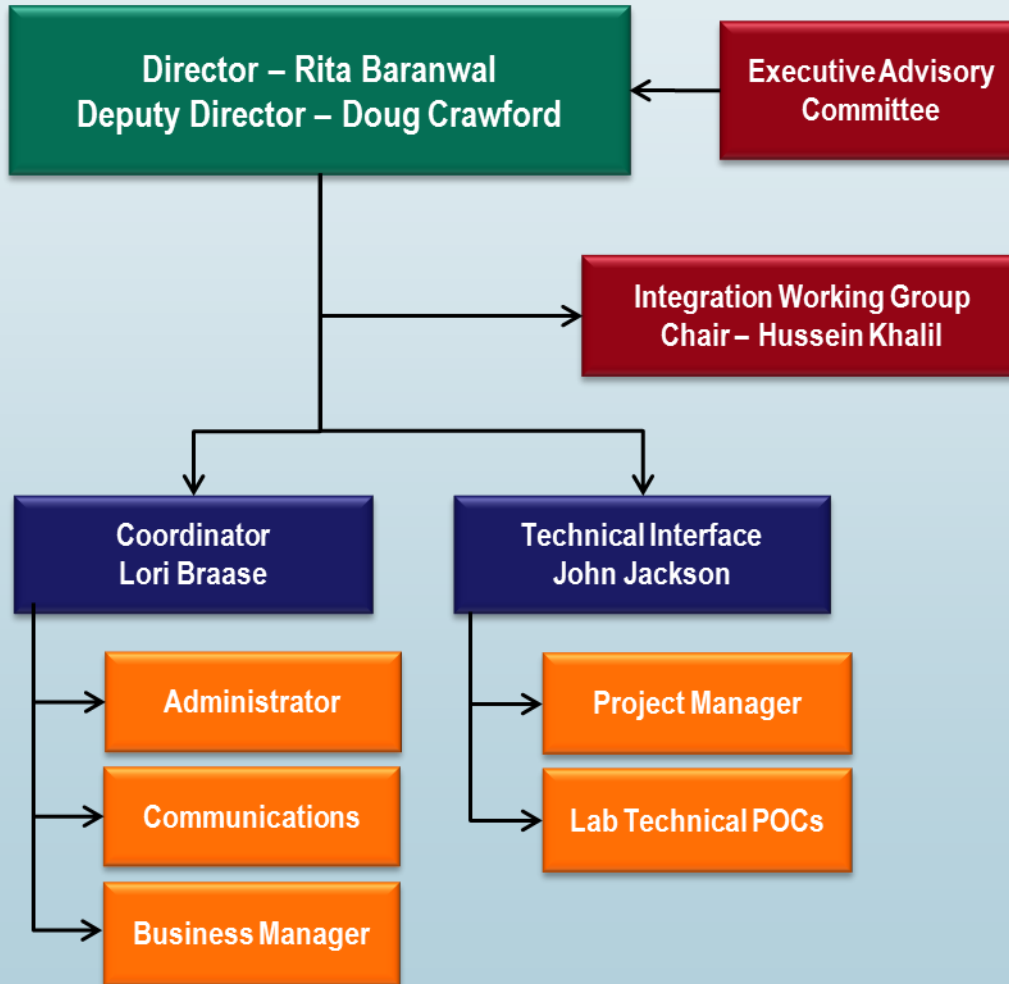 Director – Rita Baranwal
Deputy Director – Doug Crawford
Executive Advisory
Committee
Integration Working Group
Chair – Hussein Khalil
Coordinator
Lori Braase
Technical Interface
John Jackson
Administrator
Project Manager
Communications
Lab Technical POCs
Business Manager